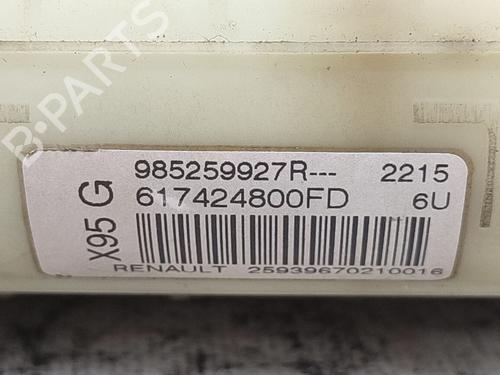 B-PARTS
985259927R--- 2215
617424800FD 6U
X95 G
RENAULT 25939670210016